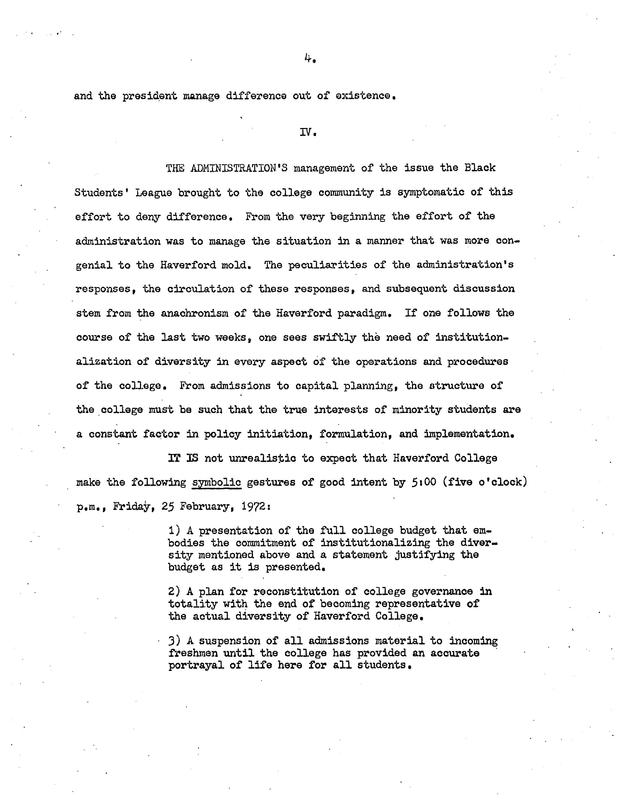 4.
and the president manage difference out of existence.
IV.
THE ADMINISTRATION'S management of the issue the Black
Students' League brought to the college community is symptomatic of this
effort to deny difference. From the very beginning the effort of the
administration was to manage the situation in a manner that was more con-
genial to the Haverford mold. The peculiarities of the administration's
responses, the circulation of these responses, and subsequent discussion
stem from the anachronism of the Haverford paradigm. If one follows the
course of the last two weeks, one sees swiftly the need of institution-
alization of diversity in every aspect of the operations and procedures
of the college. From admissions to capital planning, the structure of
the college must be such that the true interests of minority students are
a constant factor in policy initiation, formulation, and implementation.
IT IS not unrealistic to expect that Haverford College
make the following symbolic gestures of good intent by 5:00 (five o'clock)
p.m., Friday, 25 February, 1972:
1) A presentation of the full college budget that em-
bodies the commitment of institutionalizing the diver-
sity mentioned above and a statement justifying the
budget as it is presented.
2) A plan for reconstitution of college governance in
totality with the end of becoming representative of
the actual diversity of Haverford College.
3) A suspension of all admissions material to incoming
freshmen until the college has provided an accurate
portrayal of life here for all students.